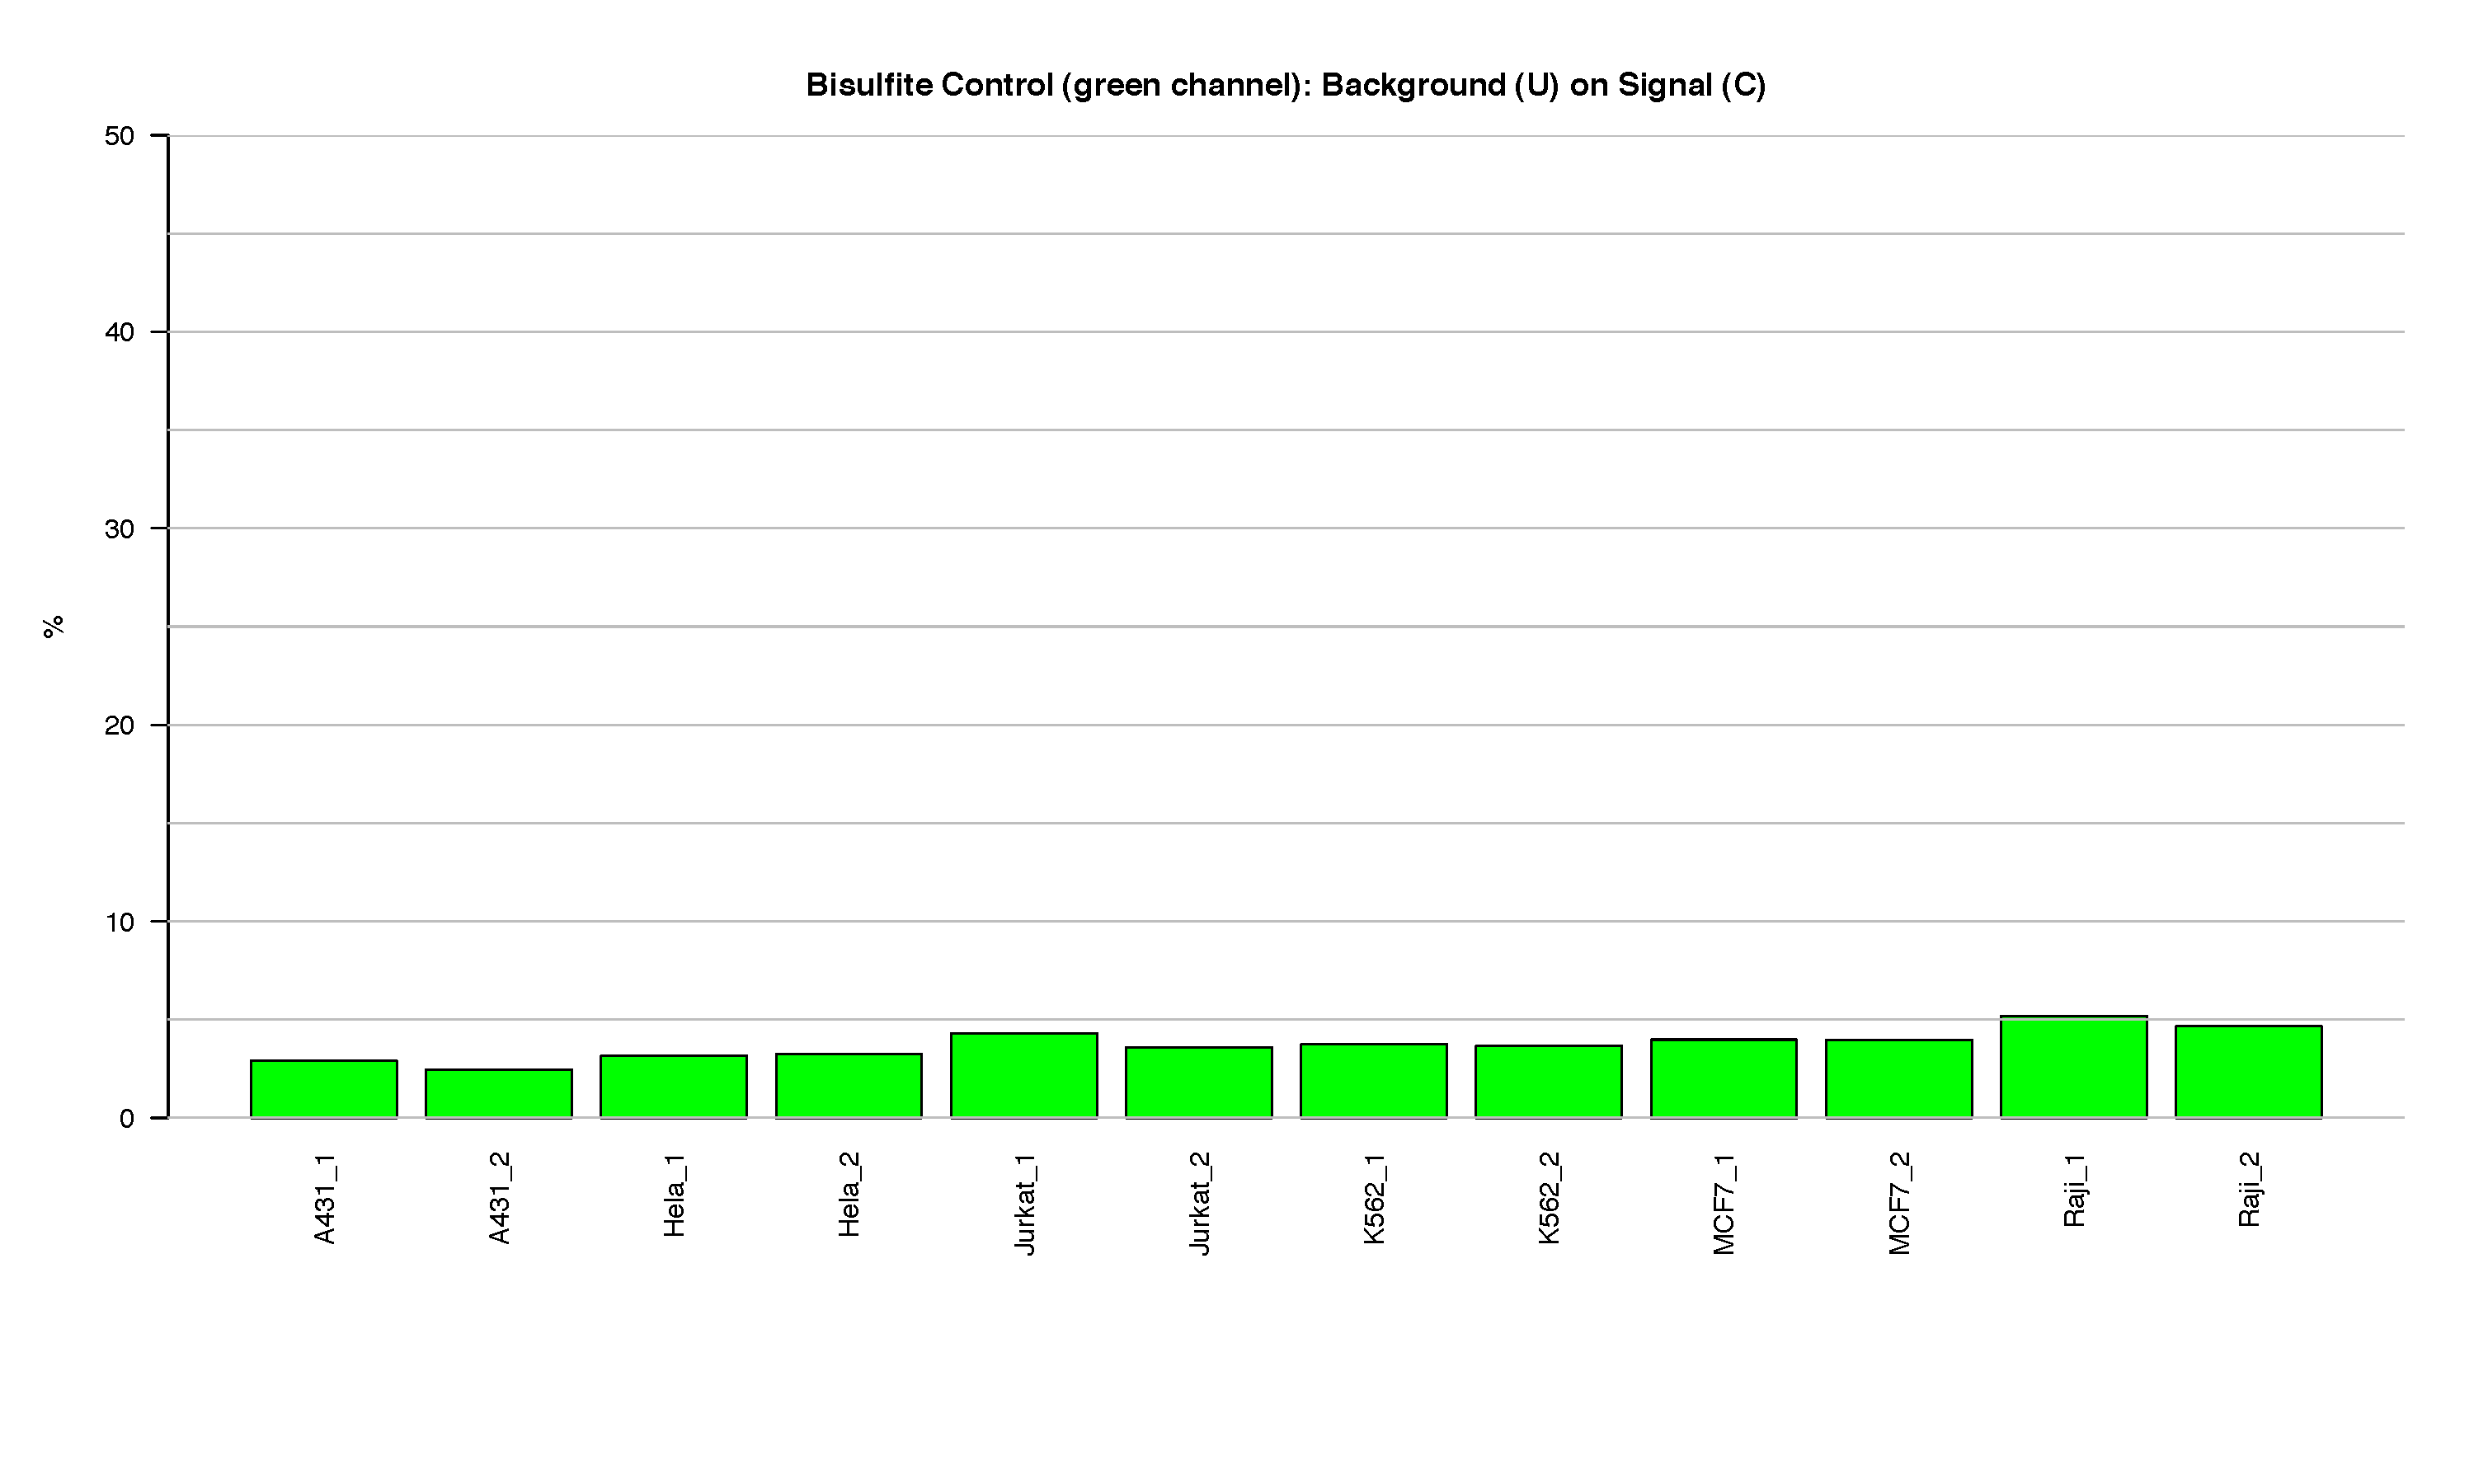 Bisulfite Control (green channel): Background (U) on Signal (C)
50
40
30
20
10
0
%
A431_1
A431_2
Hela_1
Hela_2
Jurkat_1
Jurkat_2
K562_1
K562_2
MCF7_1
MCF7_2
Raji_1
Raji_2